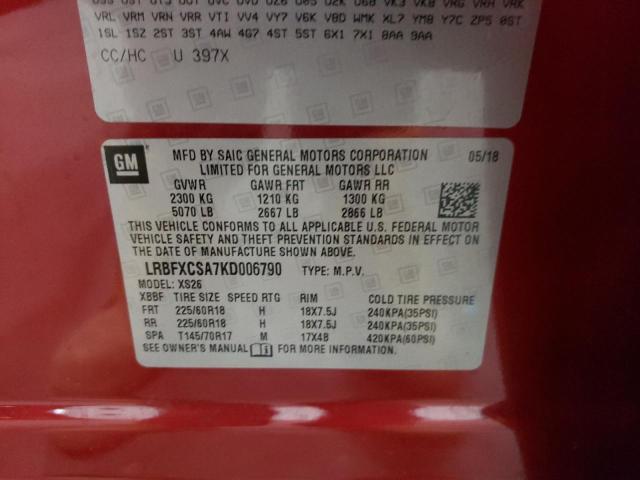 VRL VRM VRN VRR VTI VV4 VY7 V6K V8D WMK XL7 YM8 Y7C ZP5 0ST
1SL 1SZ 2ST 3ST 4AW 4G7 4ST 5ST 6X1 7X1 8AA 9AA
CC/HC U 397X
GM
MFD BY SAIC GENERAL MOTORS CORPORATION 05/18
LIMITED FOR GENERAL MOTORS LLC
GVWR GAWR FRT GAWR RR
2300 KG 1210 KG 1300 KG
5070 LB 2667 LB 2866 LB
THIS VEHICLE CONFORMS TO ALL APPLICABLE U.S. FEDERAL MOTOR
VEHICLE SAFETY AND THEFT PREVENTION STANDARDS IN EFFECT ON
THE DATE OF MANUFACTURE SHOWN ABOVE.
LRBFXCSA7KD006790 TYPE: M.P.V.
MODEL: XS26
XBBF TIRE SIZE SPEED RTG RIM COLD TIRE PRESSURE
FRT 225/60R18 H 18X7.5J 240KPA(35PSI)
RR 225/60R18 H 18X7.5J 240KPA(35PSI)
SPA T145/70R17 M 17X4B 420KPA(60PSI)
SEE OWNER'S MANUAL FOR MORE INFORMATION.